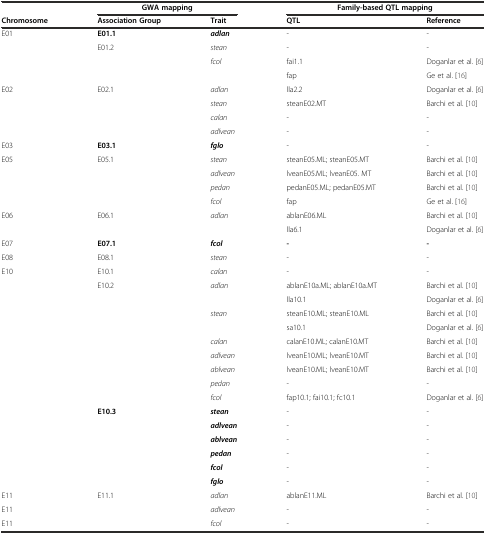 GWA mapping Family-based QTL mapping
Chromosome Association Group Trait QTL Reference
E01 E01.1 adlan - -
E01.2 stean - -
fcol fai1.1 Doganlar et al. [6]
fap Ge et al. [16]
E02 E02.1 adlan lla2.2 Doganlar et al. [6]
stean steanE02.MT Barchi et al. [10]
calan - -
adlvean - -
E03 E03.1 fglo - -
E05 E05.1 stean steanE05.ML; steanE05.MT Barchi et al. [10]
adlvean lveanE05.ML; lveanE05. MT Barchi et al. [10]
pedan pedanE05.ML; pedanE05.MT Barchi et al. [10]
fcol fap Ge et al. [16]
E06 E06.1 adlan ablanE06.ML Barchi et al. [10]
lla6.1 Doganlar et al. [6]
E07 E07.1 fcol - -
E08 E08.1 stean - -
E10 E10.1 calan - -
E10.2 adlan ablanE10a.ML; ablanE10a.MT Barchi et al. [10]
lla10.1 Doganlar et al. [6]
stean steanE10.ML; steanE10.ML Barchi et al. [10]
sa10.1 Doganlar et al. [6]
calan calanE10.ML; calanE10.MT Barchi et al. [10]
adlvean lveanE10.ML; lveanE10.MT Barchi et al. [10]
ablvean lveanE10.ML; lveanE10.MT Barchi et al. [10]
pedan - -
fcol fap10.1; fai10.1; fc10.1 Doganlar et al. [6]
E10.3 stean - -
adlvean - -
ablvean - -
pedan - -
fcol - -
fglo - -
E11 E11.1 adlan ablanE11.ML Barchi et al. [10]
E11 adlvean - -
E11 fcol - -